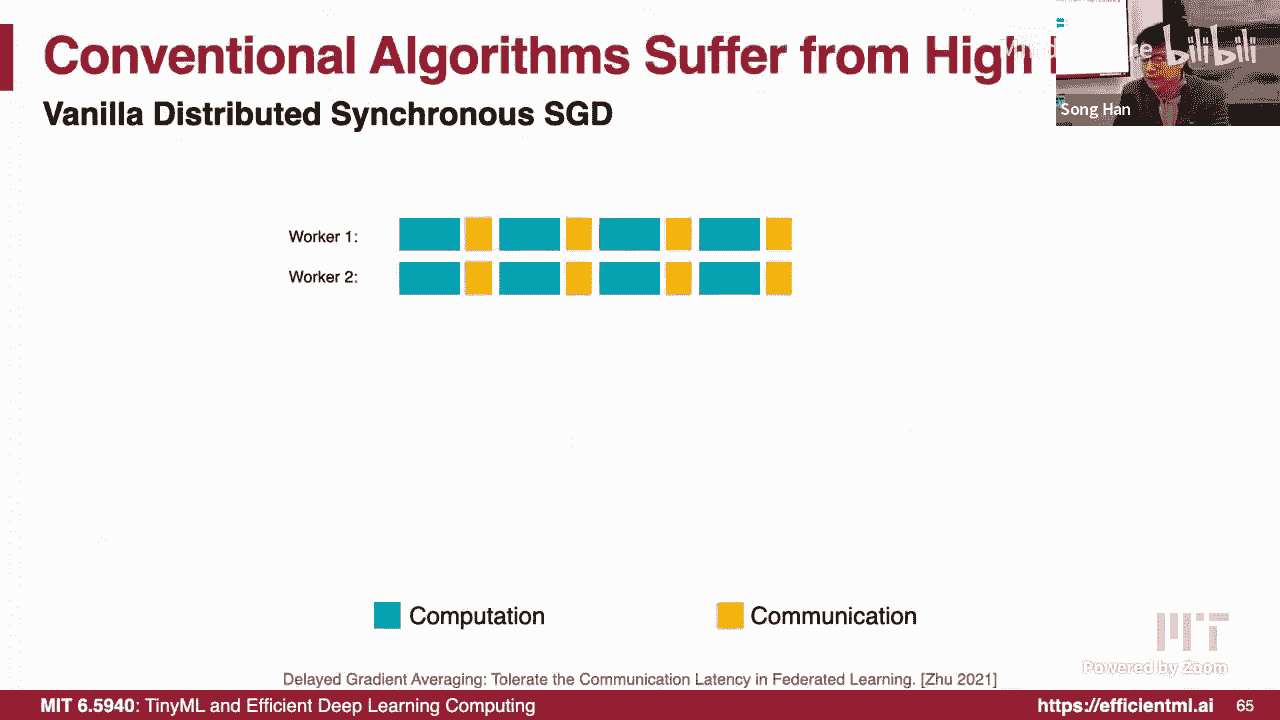 Conventional Algorithms Suffer from High
Vanilla Distributed Synchronous SGD
bilibili
Song Han
Worker 1:
Worker 2:
Computation
Communication
MIT
Powered by Zoom
Delayed Gradient Averaging: Tolerate the Communication Latency in Federated Learning. [Zhu 2021]
MIT 6.5940: TinyML and Efficient Deep Learning Computing
https://efficientml.ai
65